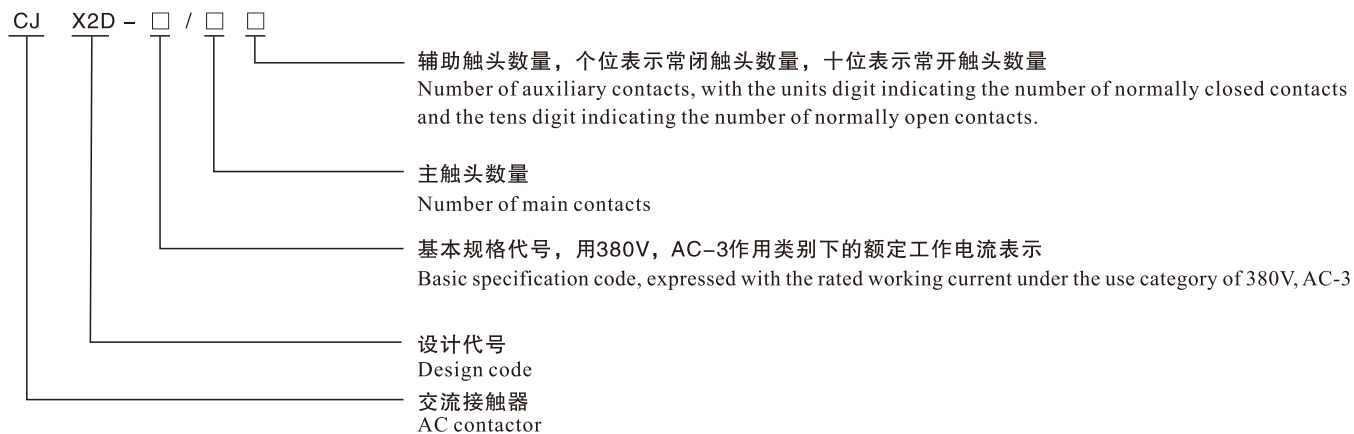 CJ X2D - □ / □ □
辅助触头数量，个位表示常闭触头数量，十位表示常开触头数量
Number of auxiliary contacts, with the units digit indicating the number of normally closed contacts
and the tens digit indicating the number of normally open contacts.
主触头数量
Number of main contacts
基本规格代号，用380V，AC-3作用类别下的额定工作电流表示
Basic specification code, expressed with the rated working current under the use category of 380V, AC-3
设计代号
Design code
交流接触器
AC contactor